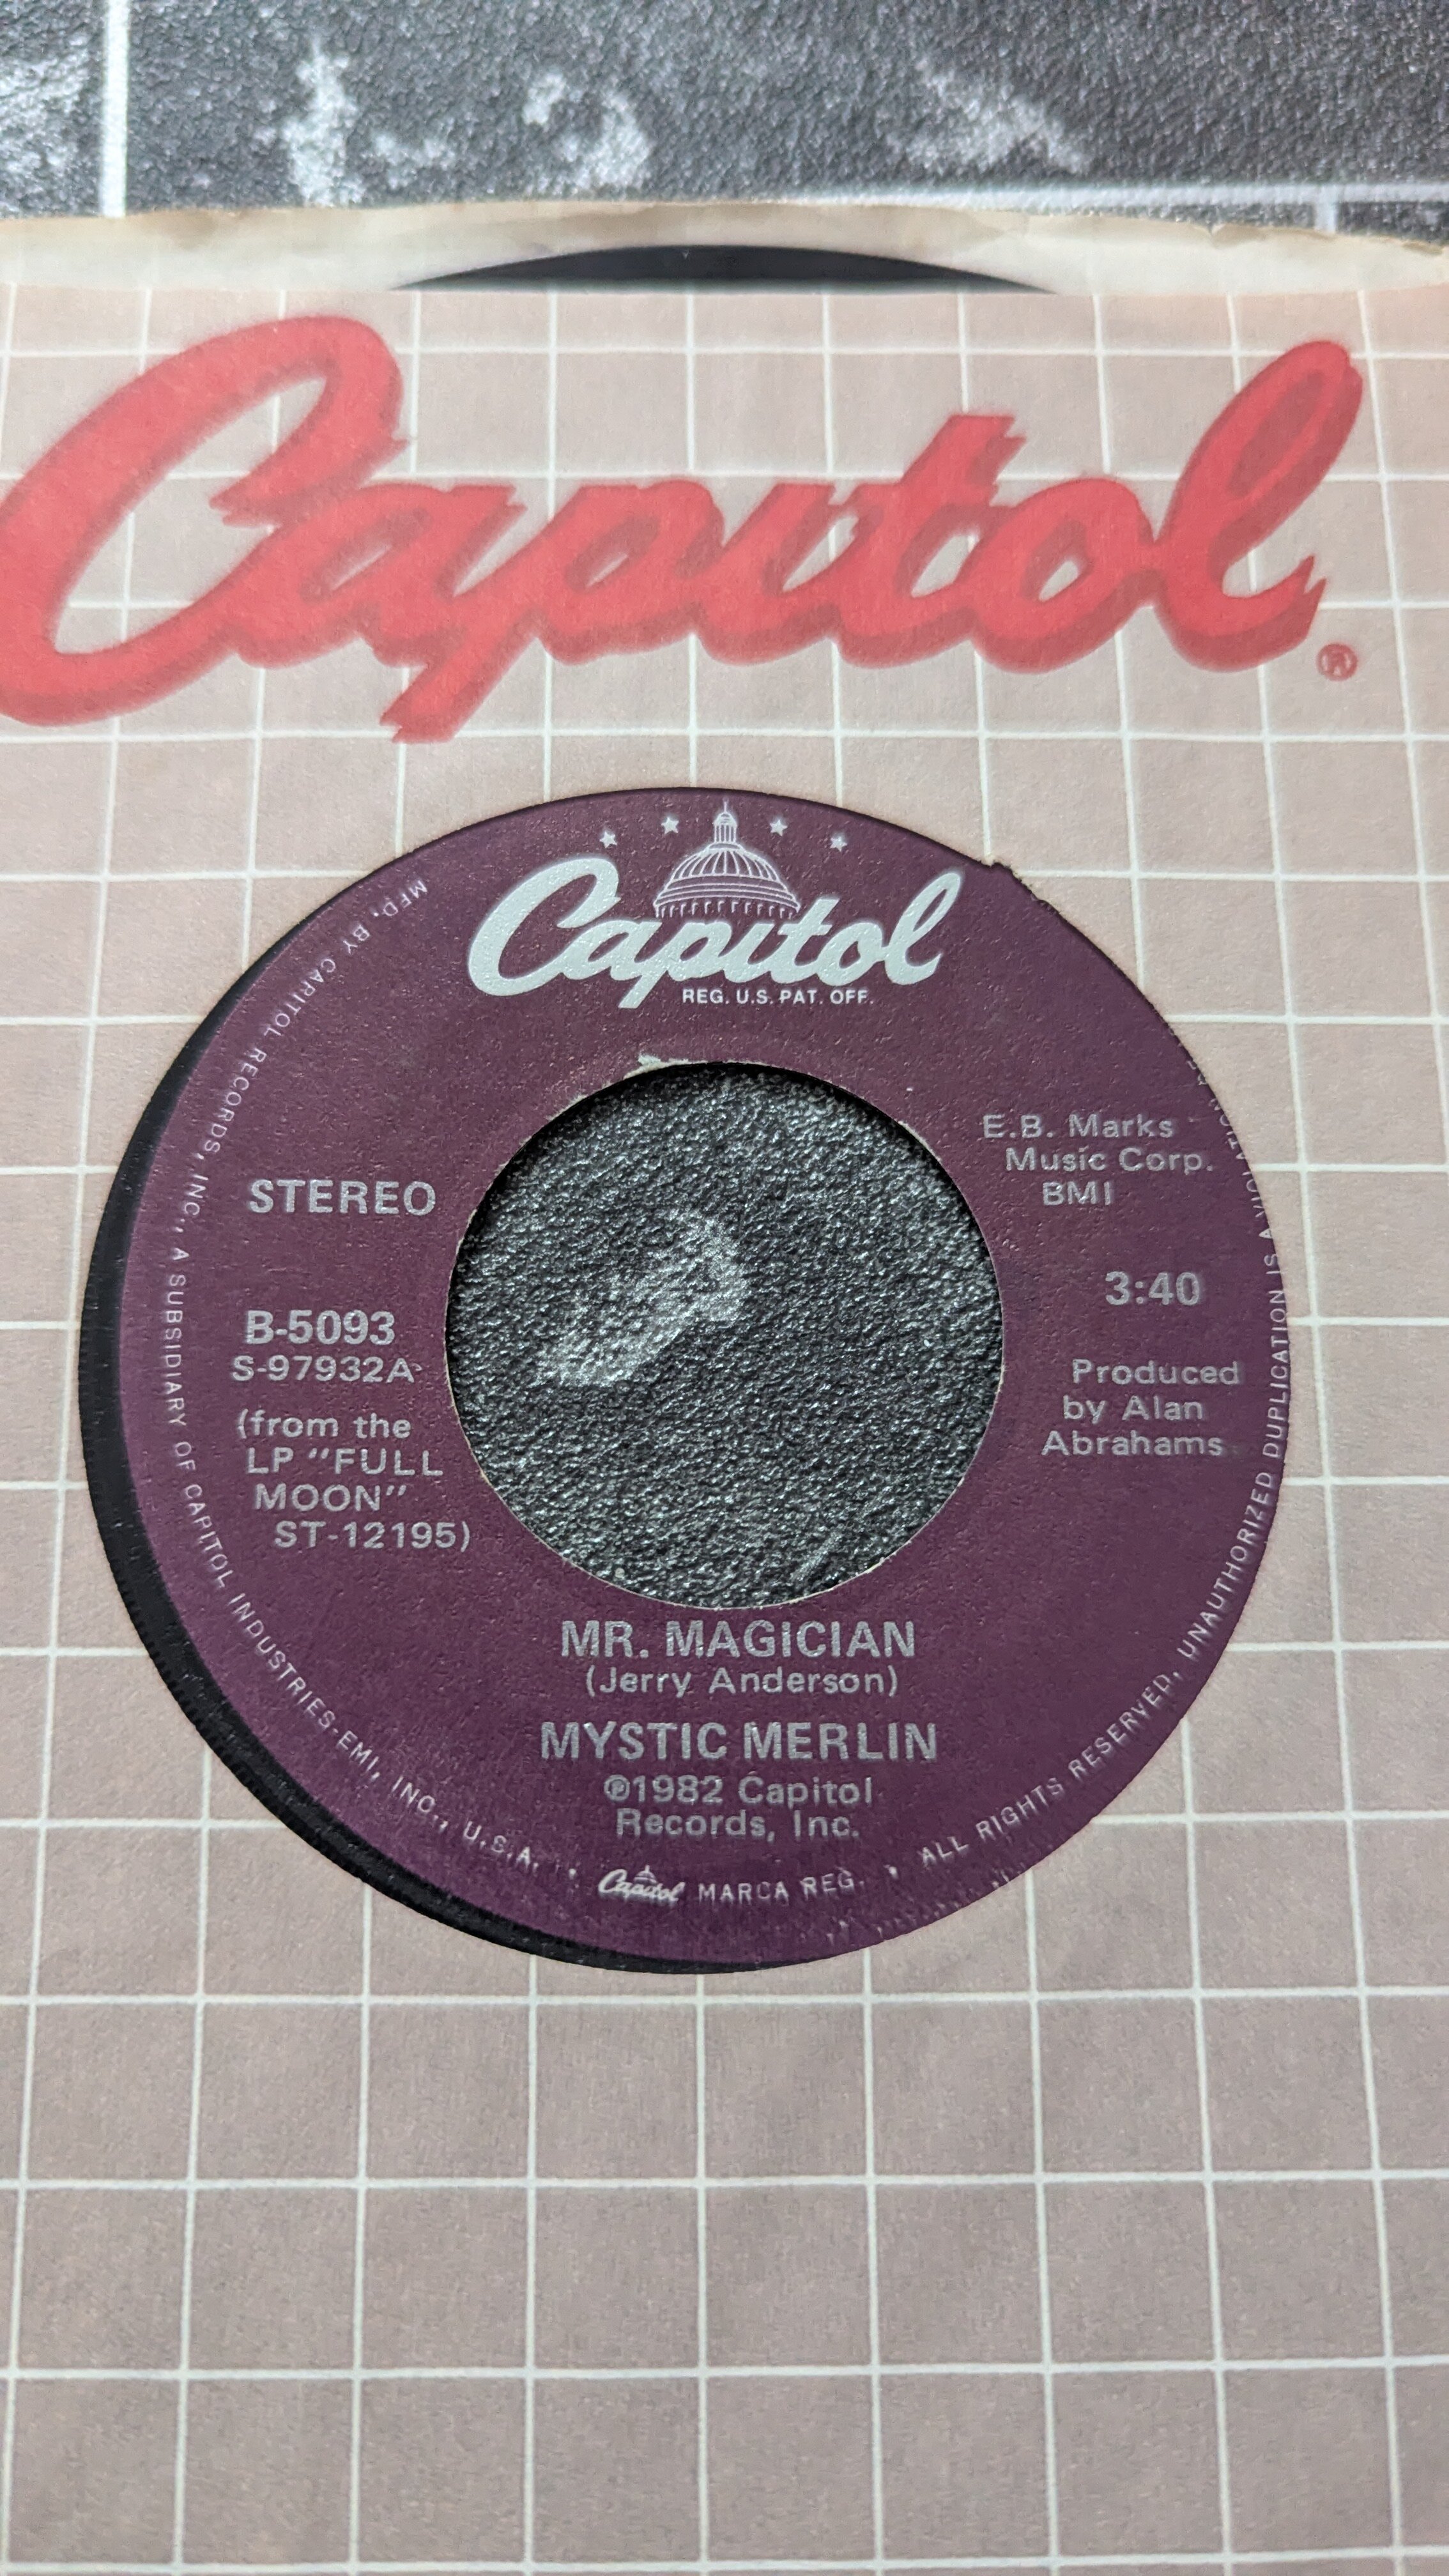 Capitol
®
Capitol
REG. U.S. PAT. OFF.
STEREO
B-5093
S-97932A
(from the
LP "FULL
MOON"
ST-12195)
E.B. Marks
Music Corp.
BMI
3:40
Produced
by Alan
Abrahams
MR. MAGICIAN
(Jerry Anderson)
MYSTIC MERLIN
℗1982 Capitol
Records, Inc.
MFD. BY CAPITOL RECORDS, INC., A SUBSIDIARY OF CAPITOL INDUSTRIES-EMI, INC., U.S.A. • Capitol MARCA REG. • ALL RIGHTS RESERVED. UNAUTHORIZED DUPLICATION IS A VIOLATION